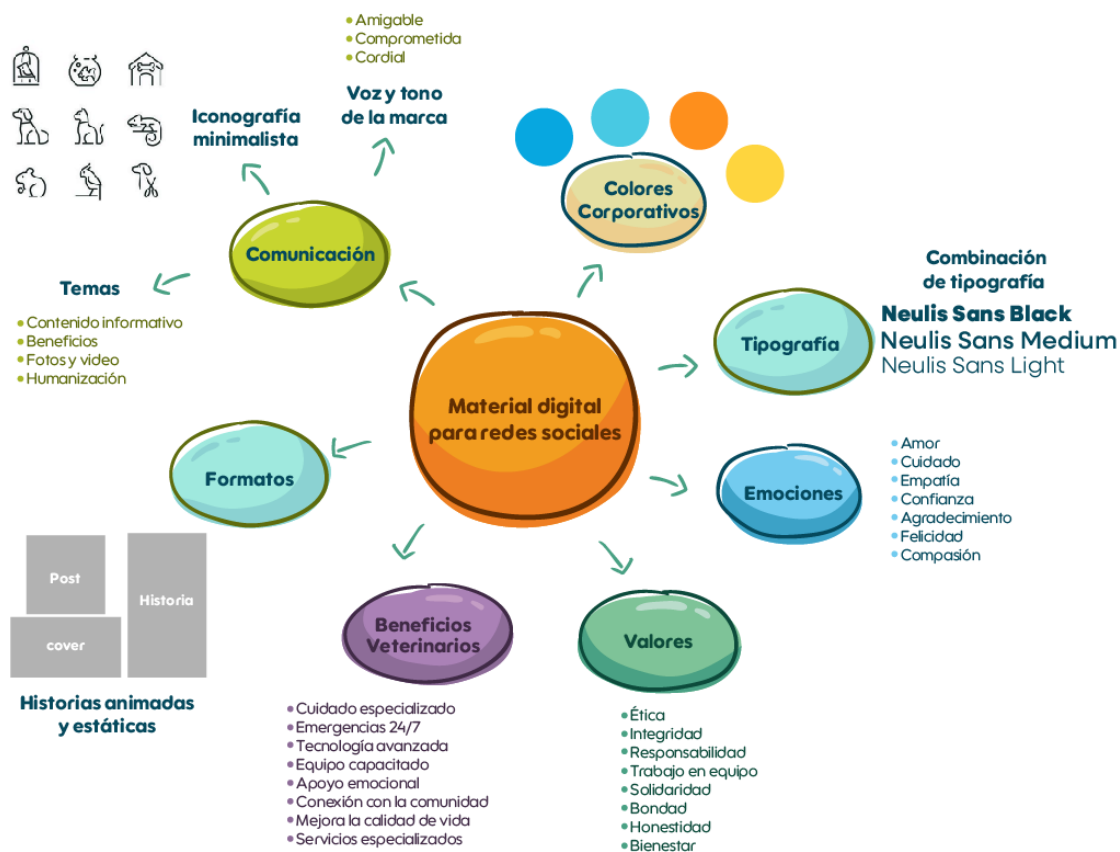 Amigable
Comprometida
Cordial
Voz y tono
de la marca
Iconografía
minimalista
Comunicación
Temas
Contenido informativo
Beneficios
Fotos y video
Humanización
Colores
Corporativos
Combinación
de tipografía
Neulis Sans Black
Neulis Sans Medium
Neulis Sans Light
Tipografía
Material digital
para redes sociales
Formatos
Post
Historia
cover
Historias animadas
y estáticas
Emociones
Amor
Cuidado
Empatía
Confianza
Agradecimiento
Felicidad
Compasión
Beneficios
Veterinarios
Cuidado especializado
Emergencias 24/7
Tecnología avanzada
Equipo capacitado
Apoyo emocional
Conexión con la comunidad
Mejora la calidad de vida
Servicios especializados
Valores
Ética
Integridad
Responsabilidad
Trabajo en equipo
Solidaridad
Bondad
Honestidad
Bienestar